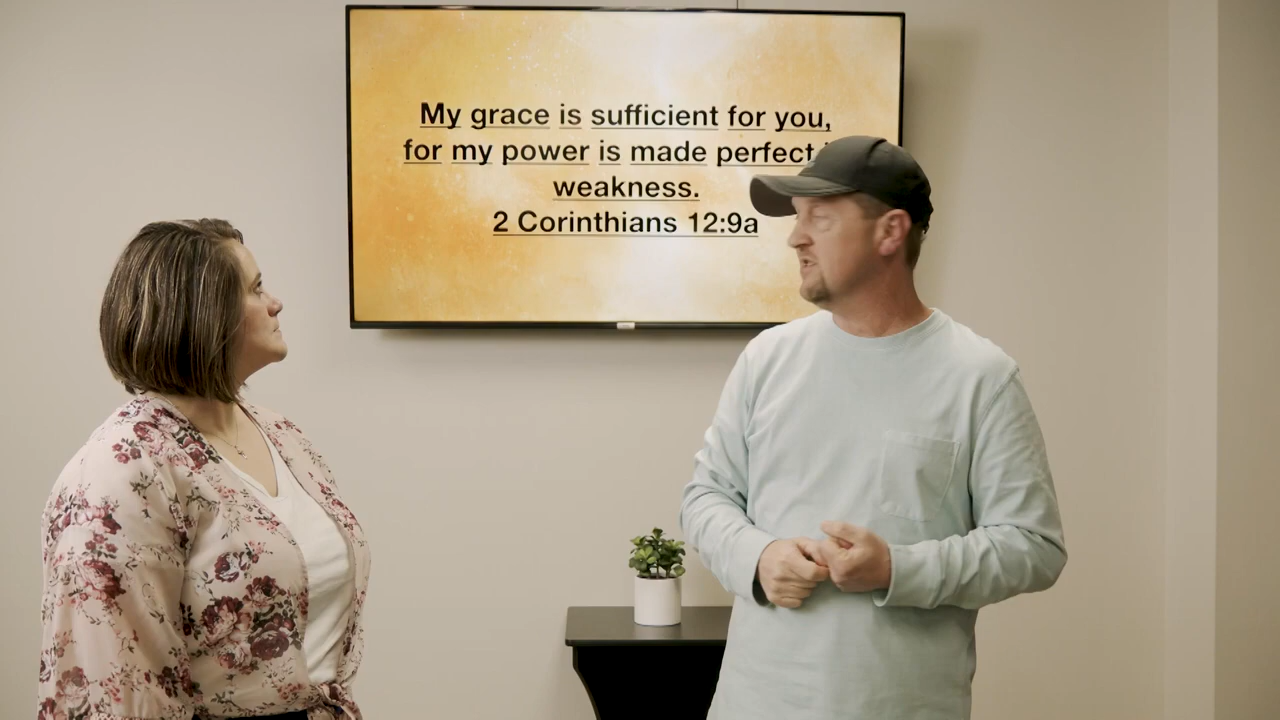 My grace is sufficient for you,
for my power is made perfect
weakness.
2 Corinthians 12:9a